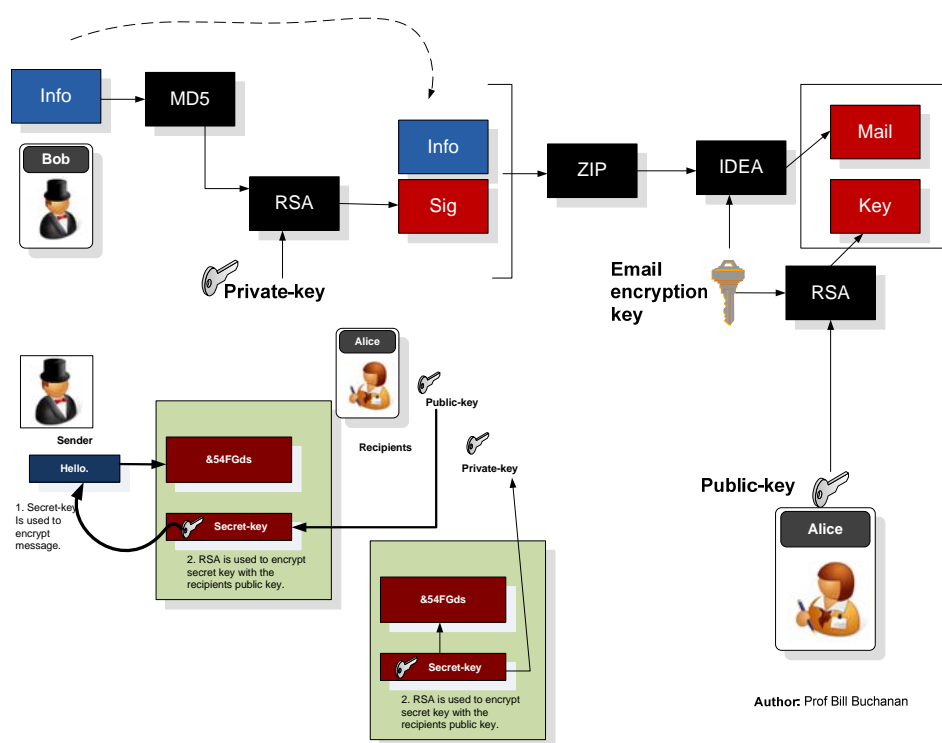 Info
MD5
Bob
RSA
Private-key
Info
Sig
ZIP
IDEA
Mail
Key
Email
encryption
key
RSA
Public-key
Alice
Author: Prof Bill Buchanan
Sender
Hello.
1. Secret-key
Is used to
encrypt
message.
&54FGds
Secret-key
2. RSA is used to encrypt
secret key with the
recipients public key.
Alice
Public-key
Recipients
Private-key
&54FGds
Secret-key
2. RSA is used to encrypt
secret key with the
recipients public key.